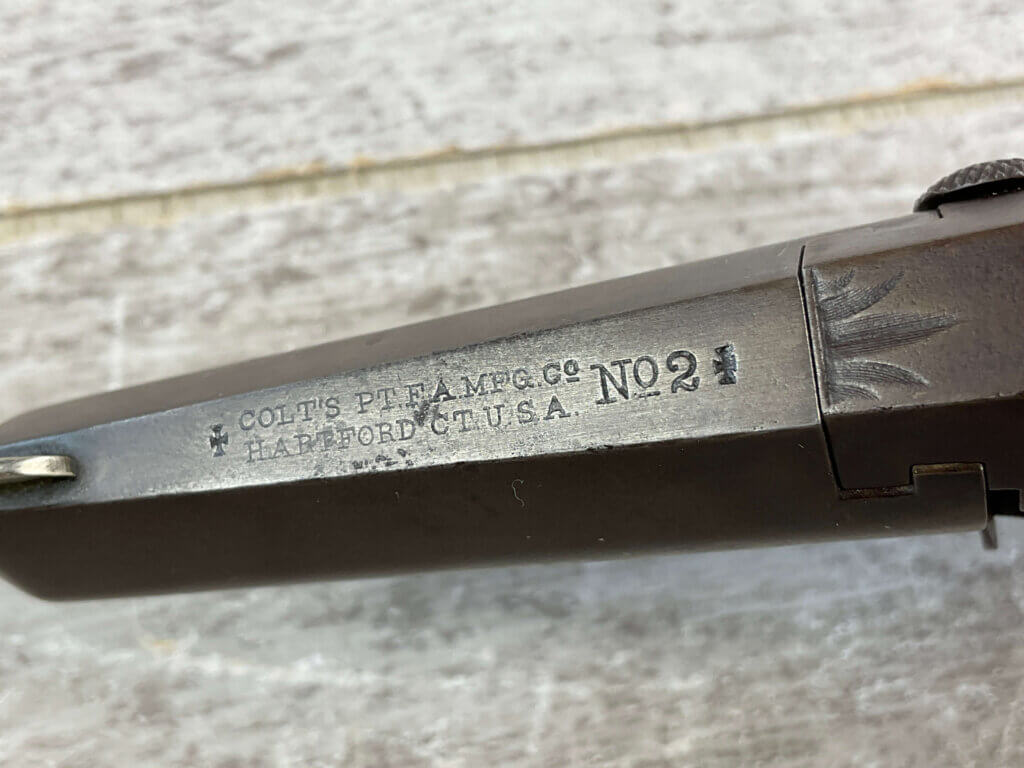 COLT'S PT.F.A.MFG.Co No 2
HARTFORD CT.U.S.A.